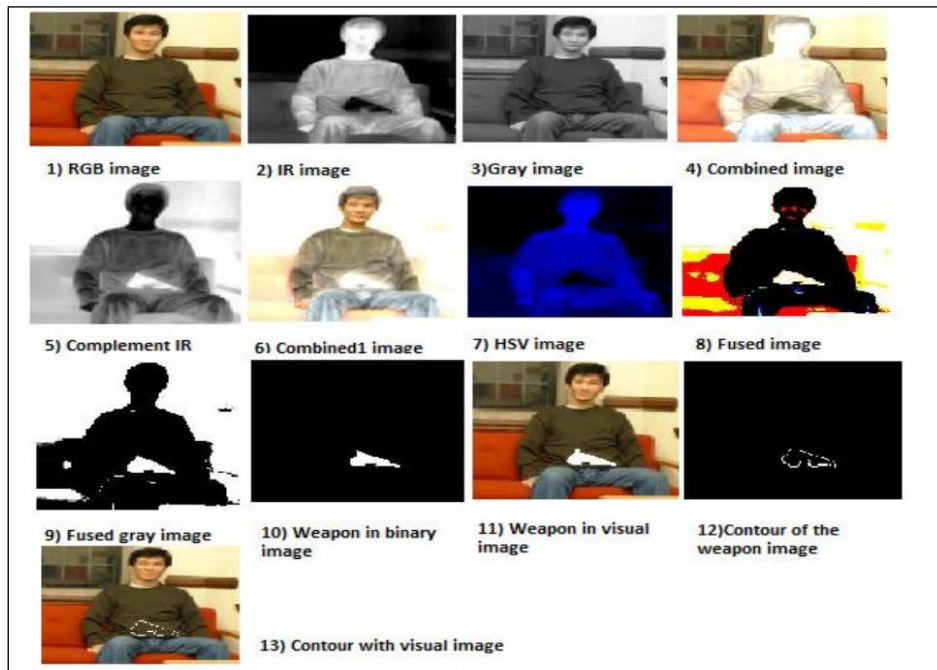 1) RGB image
2) IR image
3)Gray image
4) Combined image
5) Complement IR
6) Combined1 image
7) HSV image
8) Fused image
9) Fused gray image
10) Weapon in binary
image
11) Weapon in visual
image
12)Contour of the
weapon image
13) Contour with visual image